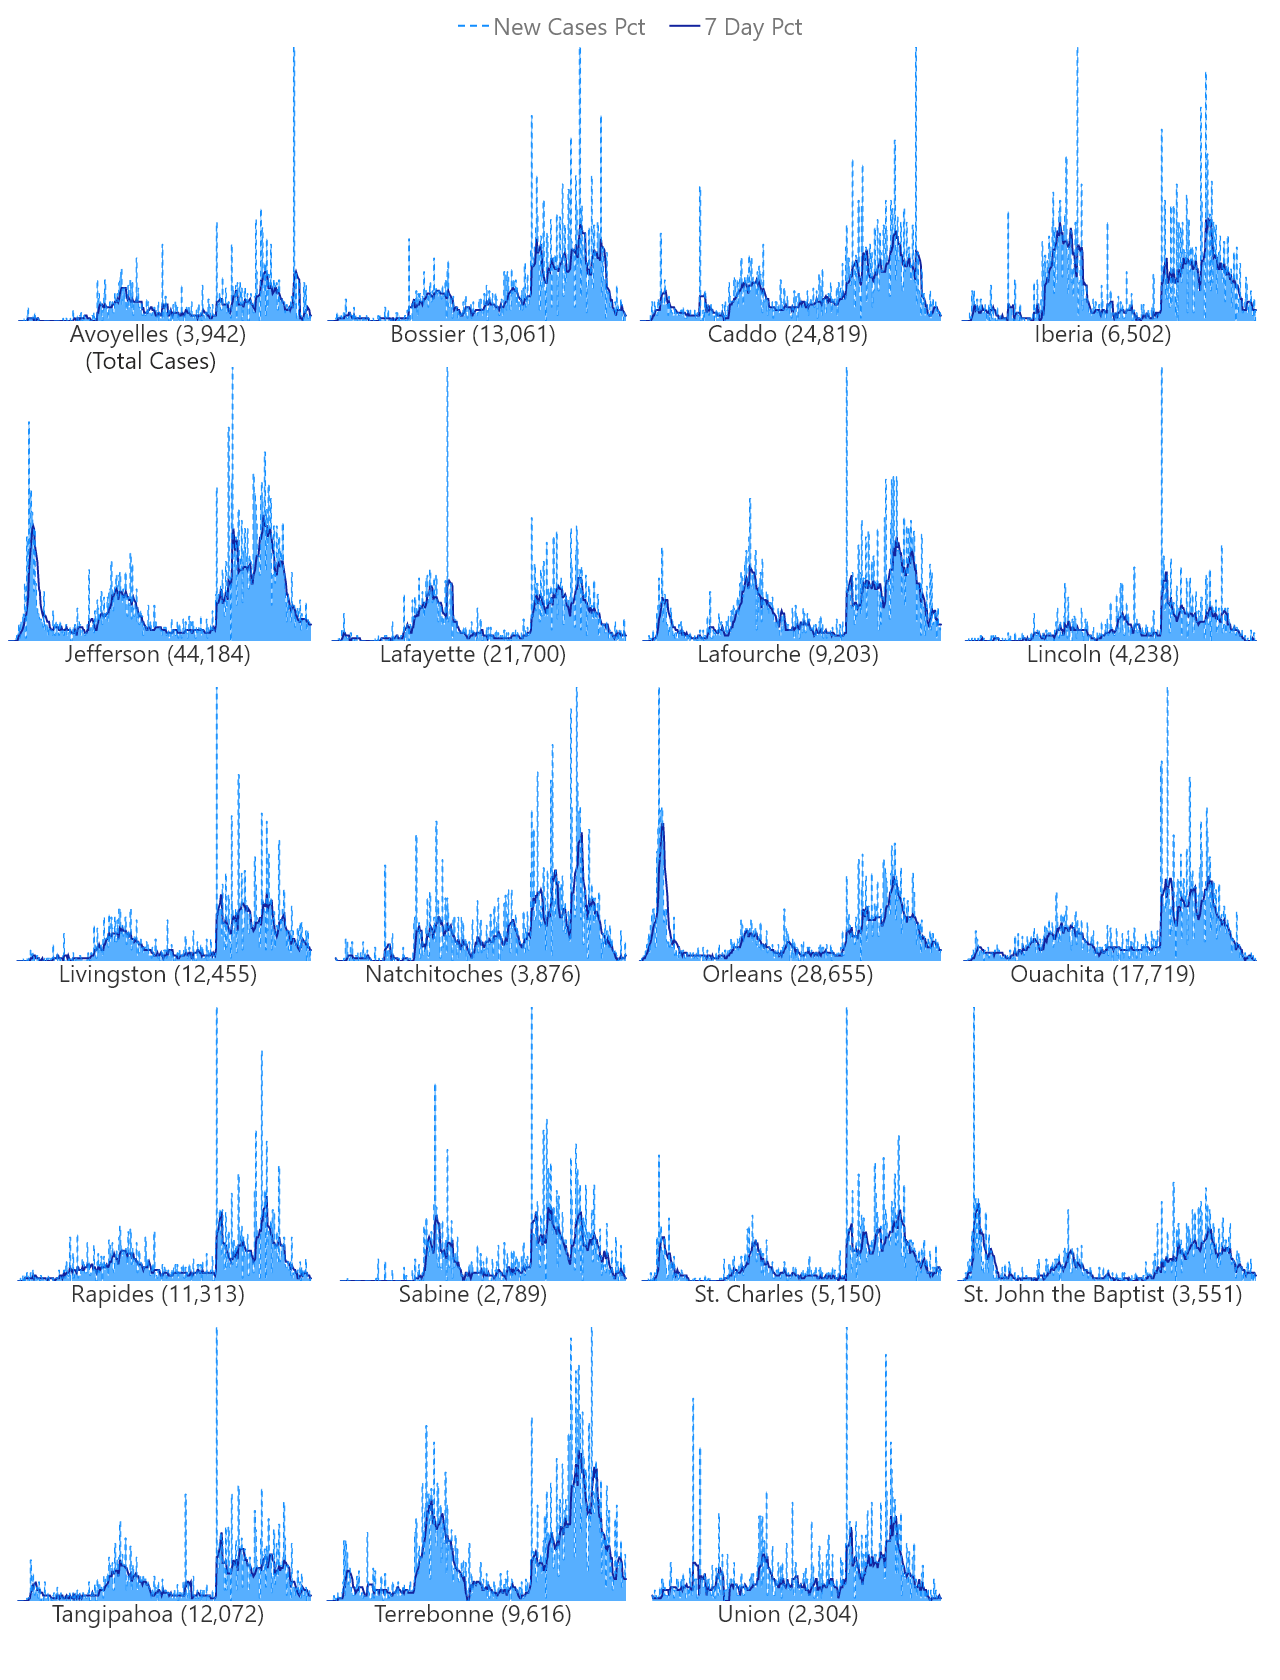 New Cases Pct 7 Day Pct
Avoyelles (3,942) Bossier (13,061) Caddo (24,819) Iberia (6,502)
(Total Cases)
Jefferson (44,184) Lafayette (21,700) Lafourche (9,203) Lincoln (4,238)
Livingston (12,455) Natchitoches (3,876) Orleans (28,655) Ouachita (17,719)
Rapides (11,313) Sabine (2,789) St. Charles (5,150) St. John the Baptist (3,551)
Tangipahoa (12,072) Terrebonne (9,616) Union (2,304)